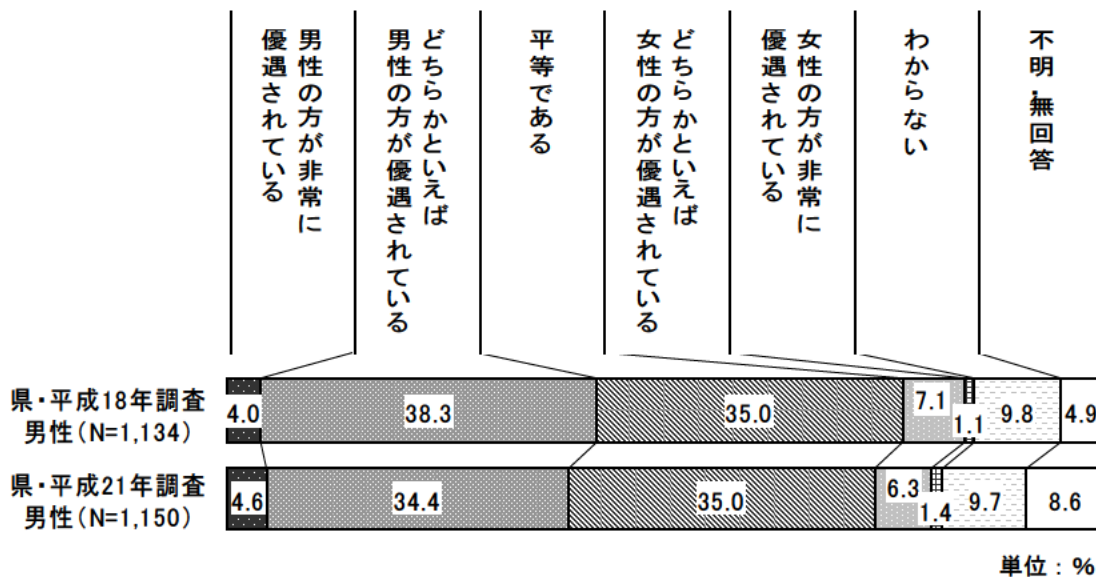 男性の方が非常に
優遇されている
どちらかといえば
男性の方が優遇されている
平等である
どちらかといえば
女性の方が優遇されている
女性の方が非常に
優遇されている
わからない
不明・無回答
県・平成18年調査
男性(N=1,134)
4.0
38.3
35.0
7.1
1.1
9.8
4.9
県・平成21年調査
男性(N=1,150)
4.6
34.4
35.0
6.3
1.4
9.7
8.6
単位:%